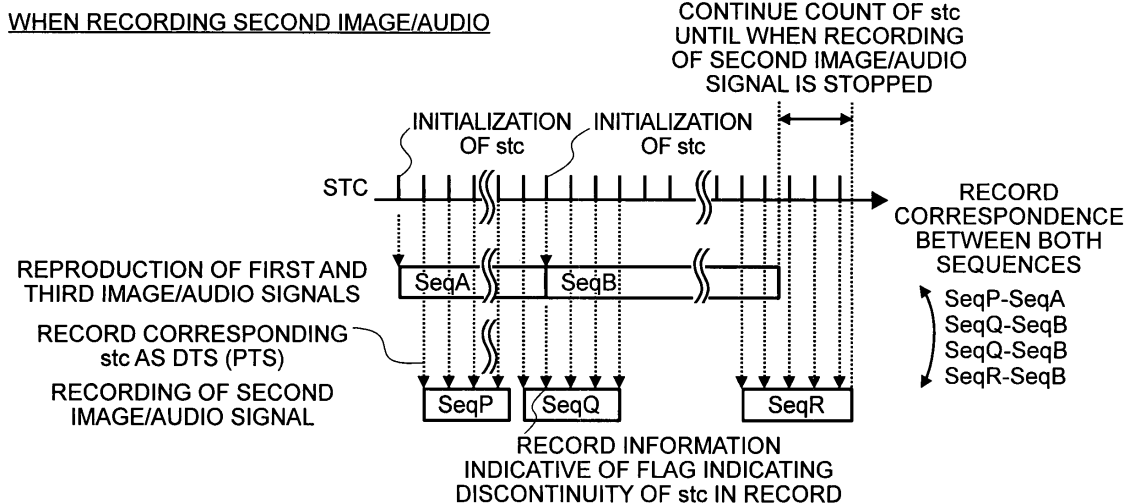 WHEN RECORDING SECOND IMAGE/AUDIO
CONTINUE COUNT OF stc
UNTIL WHEN RECORDING
OF SECOND IMAGE/AUDIO
SIGNAL IS STOPPED
INITIALIZATION
OF stc
INITIALIZATION
OF stc
STC
RECORD
CORRESPONDENCE
BETWEEN BOTH
SEQUENCES
SeqP-SeqA
SeqQ-SeqB
SeqQ-SeqB
SeqR-SeqB
REPRODUCTION OF FIRST AND
THIRD IMAGE/AUDIO SIGNALS
SeqA
SeqB
RECORD CORRESPONDING
stc AS DTS (PTS)
RECORDING OF SECOND
IMAGE/AUDIO SIGNAL
SeqP
SeqQ
SeqR
RECORD INFORMATION
INDICATIVE OF FLAG INDICATING
DISCONTINUITY OF stc IN RECORD